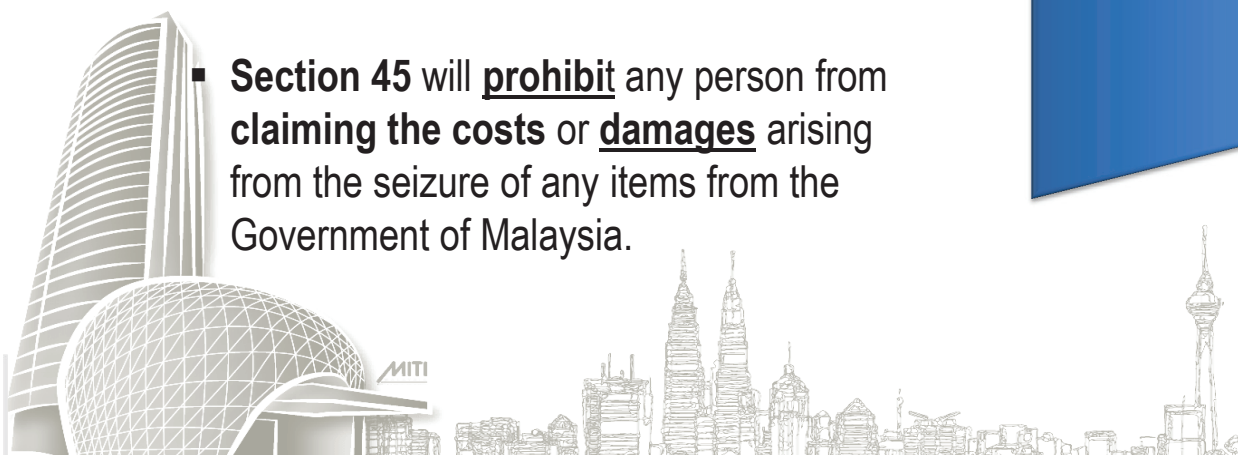 ▪ Section 45 will prohibit any person from
claiming the costs or damages arising
from the seizure of any items from the
Government of Malaysia.
MITI